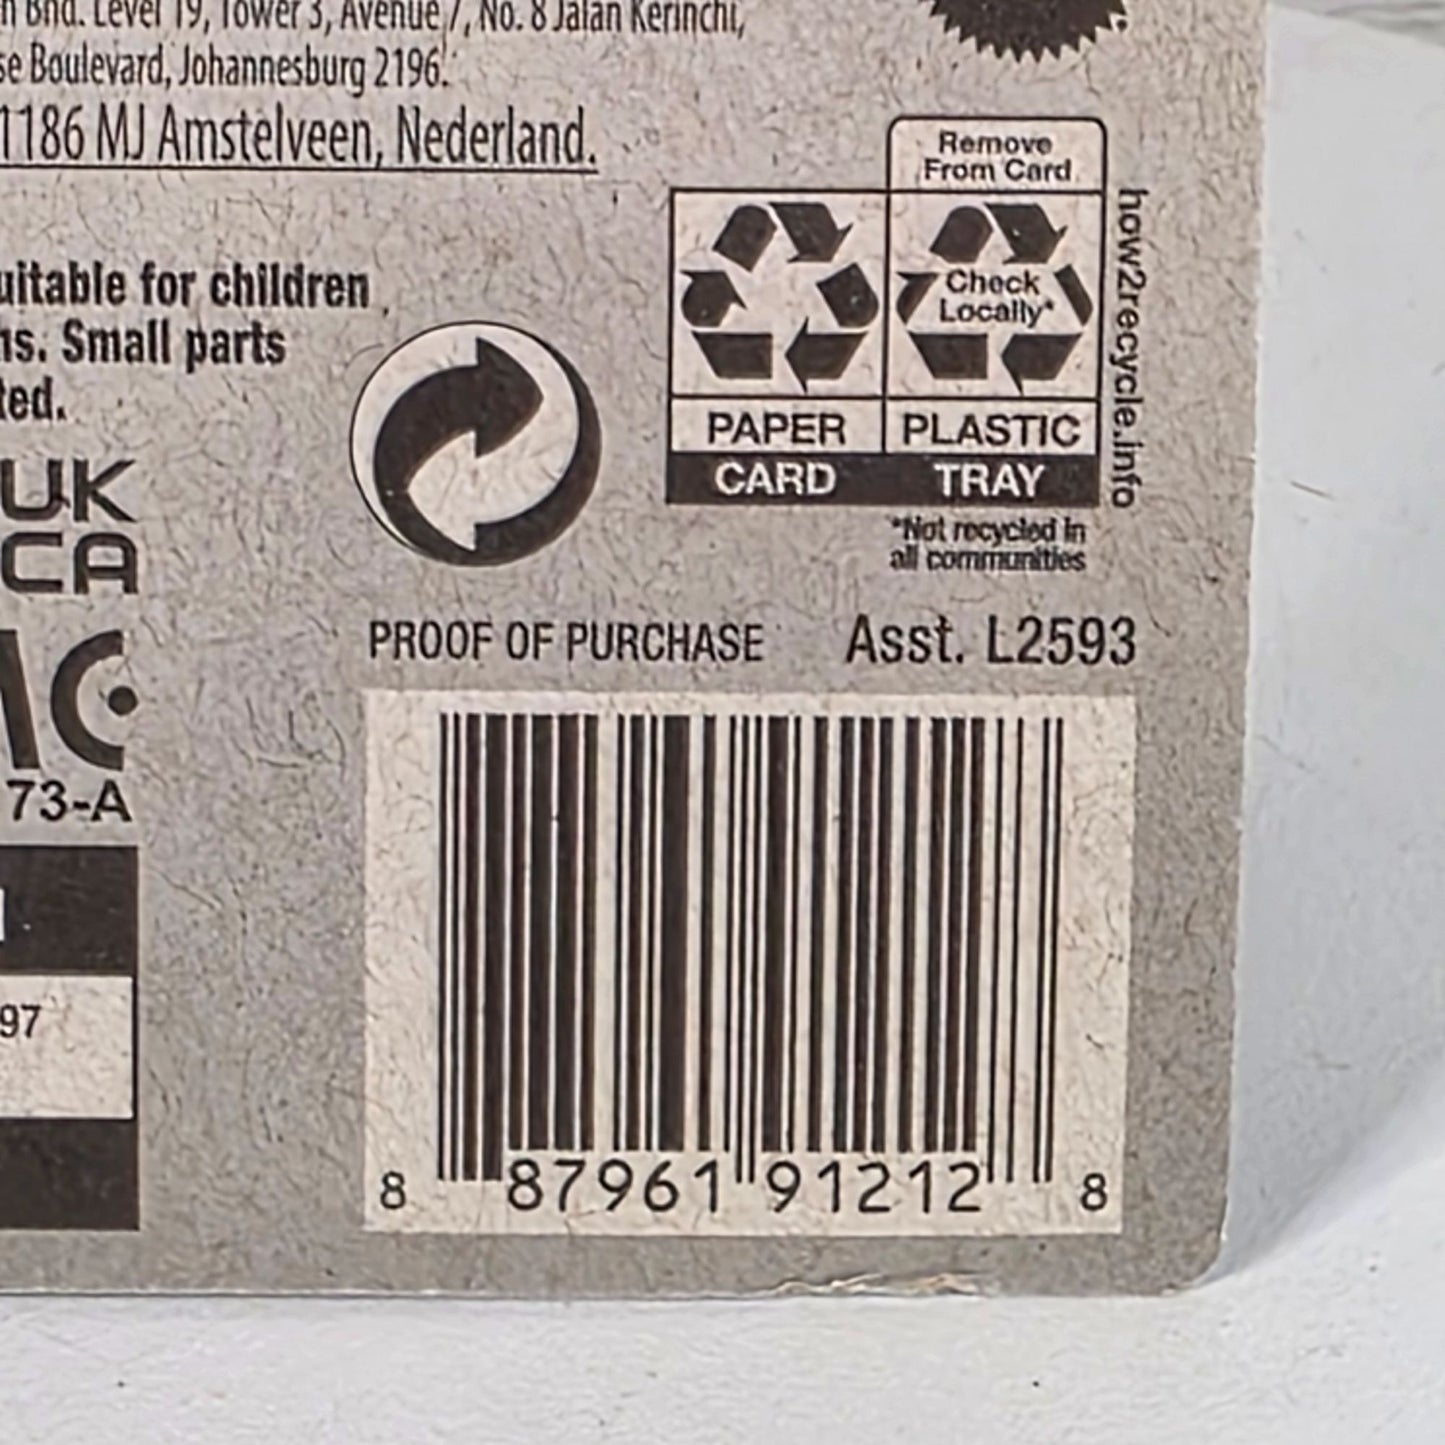 Bhd. Level 19, Tower 3, Avenue 7, No. 8 Jalan Kerinchi,
Boulevard, Johannesburg 2196.
1186 MJ Amstelveen, Nederland.
Remove
From Card
how2recycle.info
Check
Locally*
PAPER PLASTIC
CARD TRAY
*Not recycled in
all communities
uitable for children
ns. Small parts
ted.
UK
CA
73-A
97
PROOF OF PURCHASE Asst. L2593
8 87961 91212 8